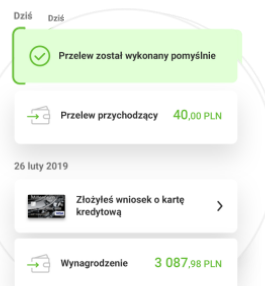 Dziś Dziś
Przelew został wykonany pomyślnie
Przelew przychodzący 40,00 PLN
26 luty 2019
Złożyłeś wniosek o kartę
kredytową
Wynagrodzenie 3 087,98 PLN